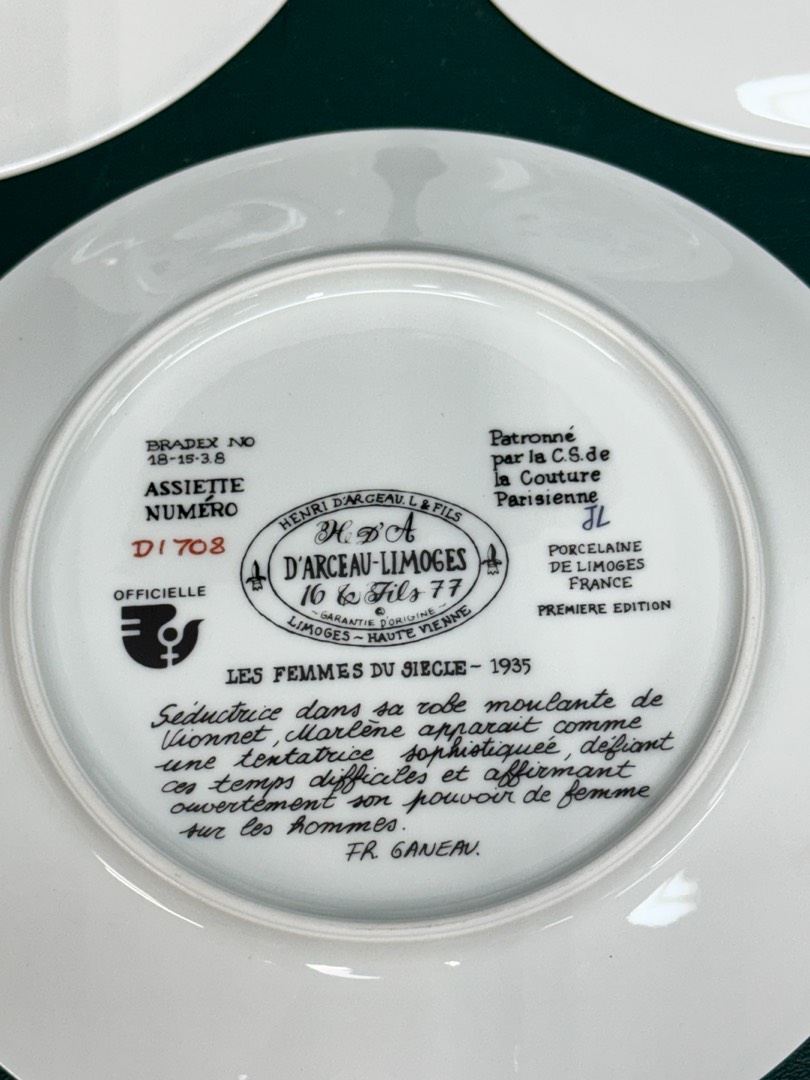 BRADEX NO
18-15-3.8
ASSIETTE
NUMÉRO
D1708
OFFICIELLE
Patronné
par la C.S. de
la Couture
Parisienne
JL
PORCELAINE
DE LIMOGES
FRANCE
PREMIERE EDITION
HENRI D'ARCEAU. L & FILS
H D'A
D'ARCEAU-LIMOGES
16 & Fils 77
©
~GARANTIE D'ORIGINE~
LIMOGES ~ HAUTE VIENNE
LES FEMMES DU SIECLE - 1935
Séductrice dans sa robe moulante de
Vionnet, Marlène apparait comme
une tentatrice sophistiquée, défiant
ces temps difficiles et affirmant
ouvertement son pouvoir de femme
sur les hommes.
FR. GANEAU.